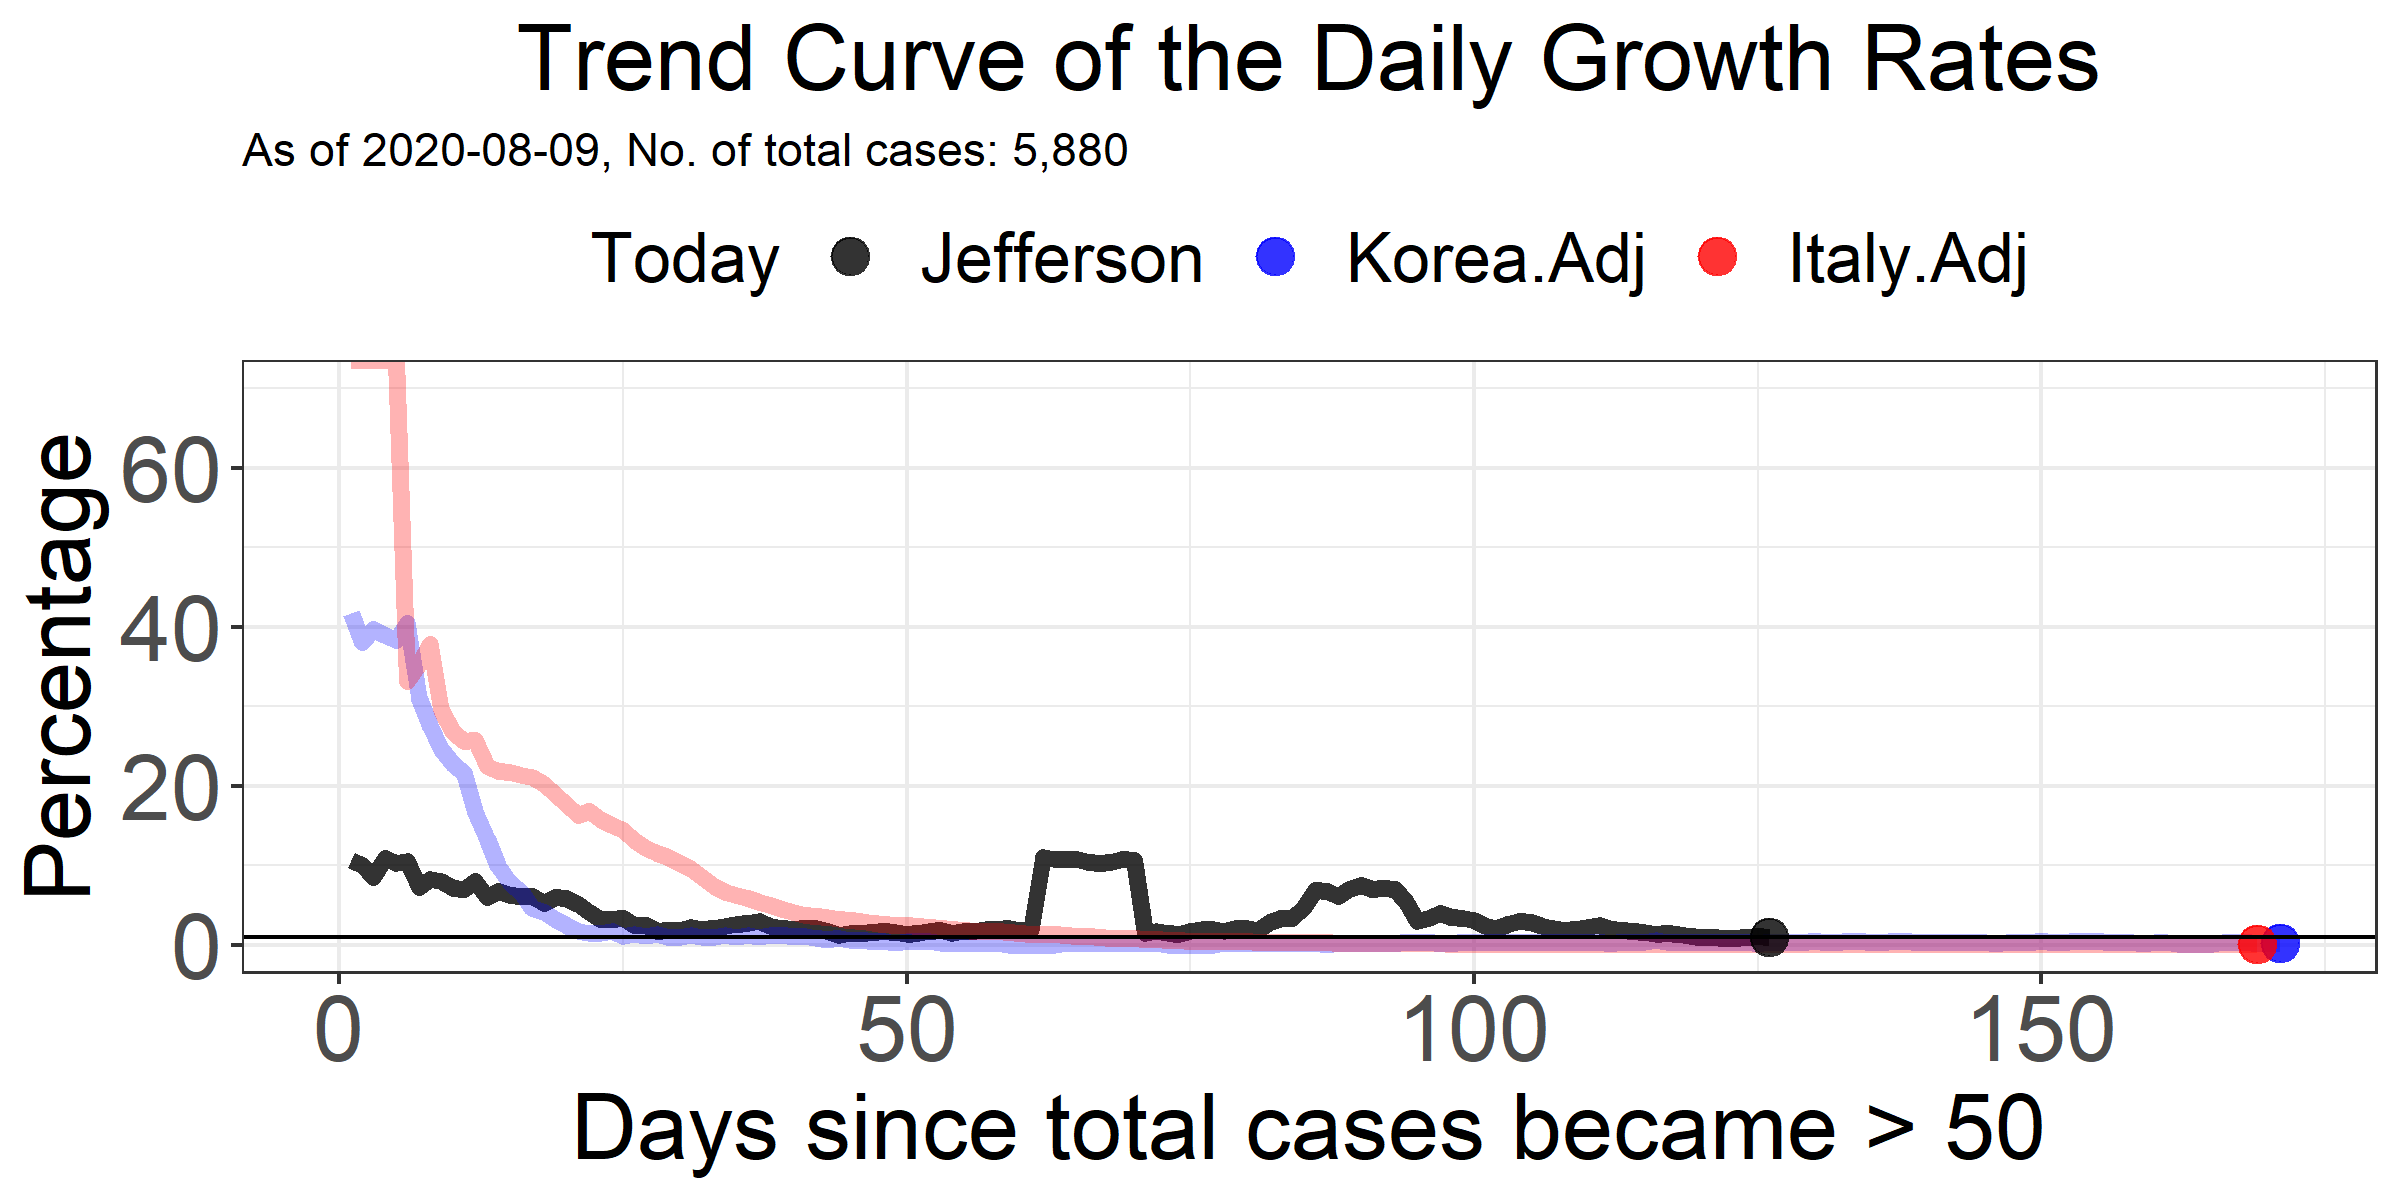 Trend Curve of the Daily Growth Rates
As of 2020-08-09, No. of total cases: 5,880
Today Jefferson Korea.Adj Italy.Adj
Percentage
60
40
20
0
0 50 100 150
Days since total cases became > 50